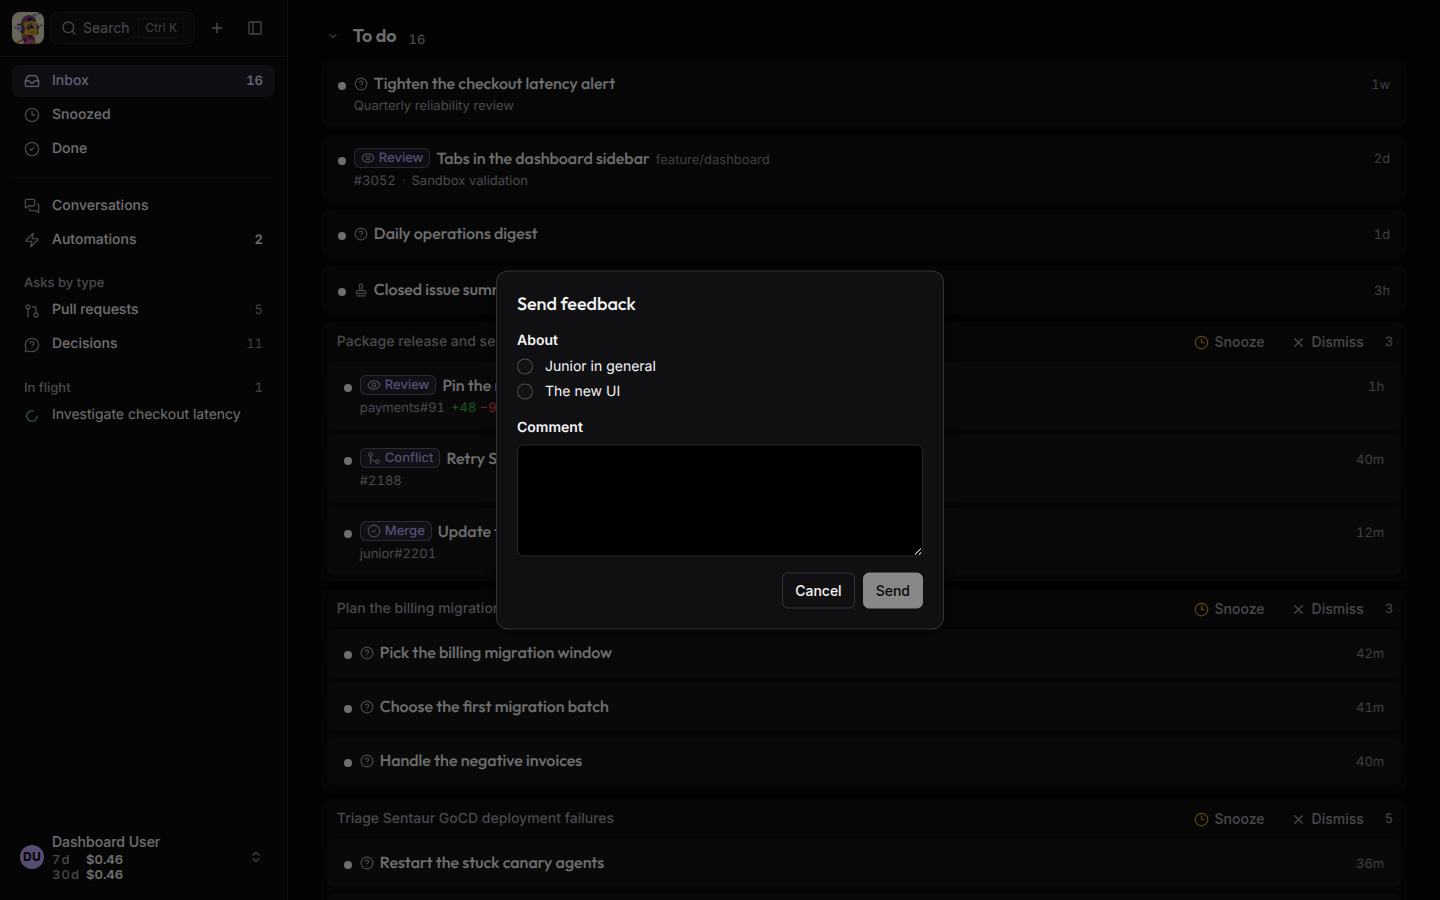 Search Ctrl K
Inbox 16
Snoozed
Done
Conversations
Automations 2
Asks by type
Pull requests 5
Decisions 11
In flight 1
Investigate checkout latency
DU Dashboard User
7d $0.46
30d $0.46
To do 16
Tighten the checkout latency alert 1w
Quarterly reliability review
Review Tabs in the dashboard sidebar feature/dashboard 2d
#3052 · Sandbox validation
Daily operations digest 1d
Closed issue sum 3h
Package release and se Snooze Dismiss 3
Review Pin the 1h
payments#91 +48 −9
Conflict Retry S 40m
#2188
Merge Update 12m
junior#2201
Plan the billing migration Snooze Dismiss 3
Pick the billing migration window 42m
Choose the first migration batch 41m
Handle the negative invoices 40m
Triage Sentaur GoCD deployment failures Snooze Dismiss 5
Restart the stuck canary agents 36m
Send feedback
About
Junior in general
The new UI
Comment
Cancel Send